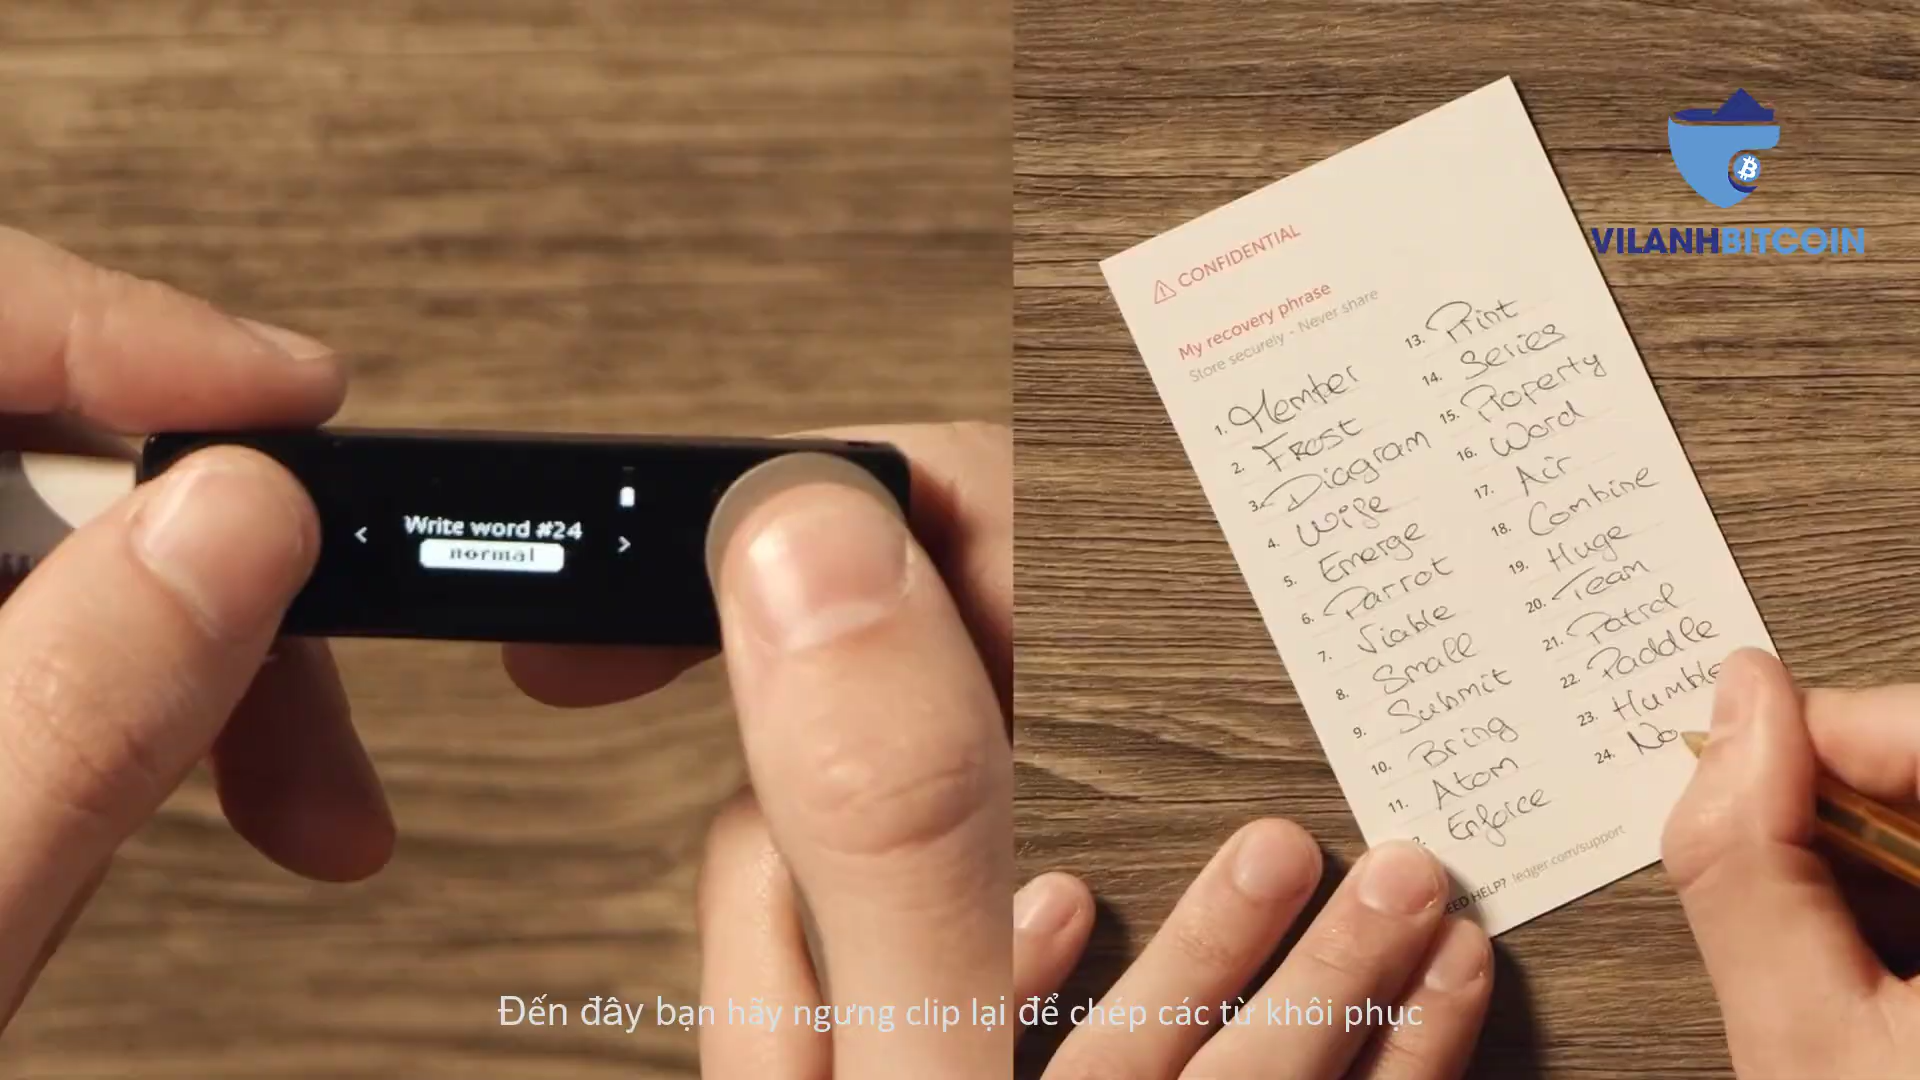 Write word #24
normal
VILANHBITCOIN
CONFIDENTIAL
My recovery phrase
Store securely - Never share
1. Member
2. Frost
3. Diagram
4. Wife
5. Emerge
6. Parrot
7. Viable
8. Small
9. Submit
10. Bring
11. Atom
Enforce
13. Print
14. Series
15. Property
16. Word
17. Air
18. Combine
19. Huge
20. Team
21. Patrol
22. Paddle
23. Humble
24. No
HELP? ledger.com/support
Đến đây bạn hãy ngưng clip lại để chép các từ khôi phục